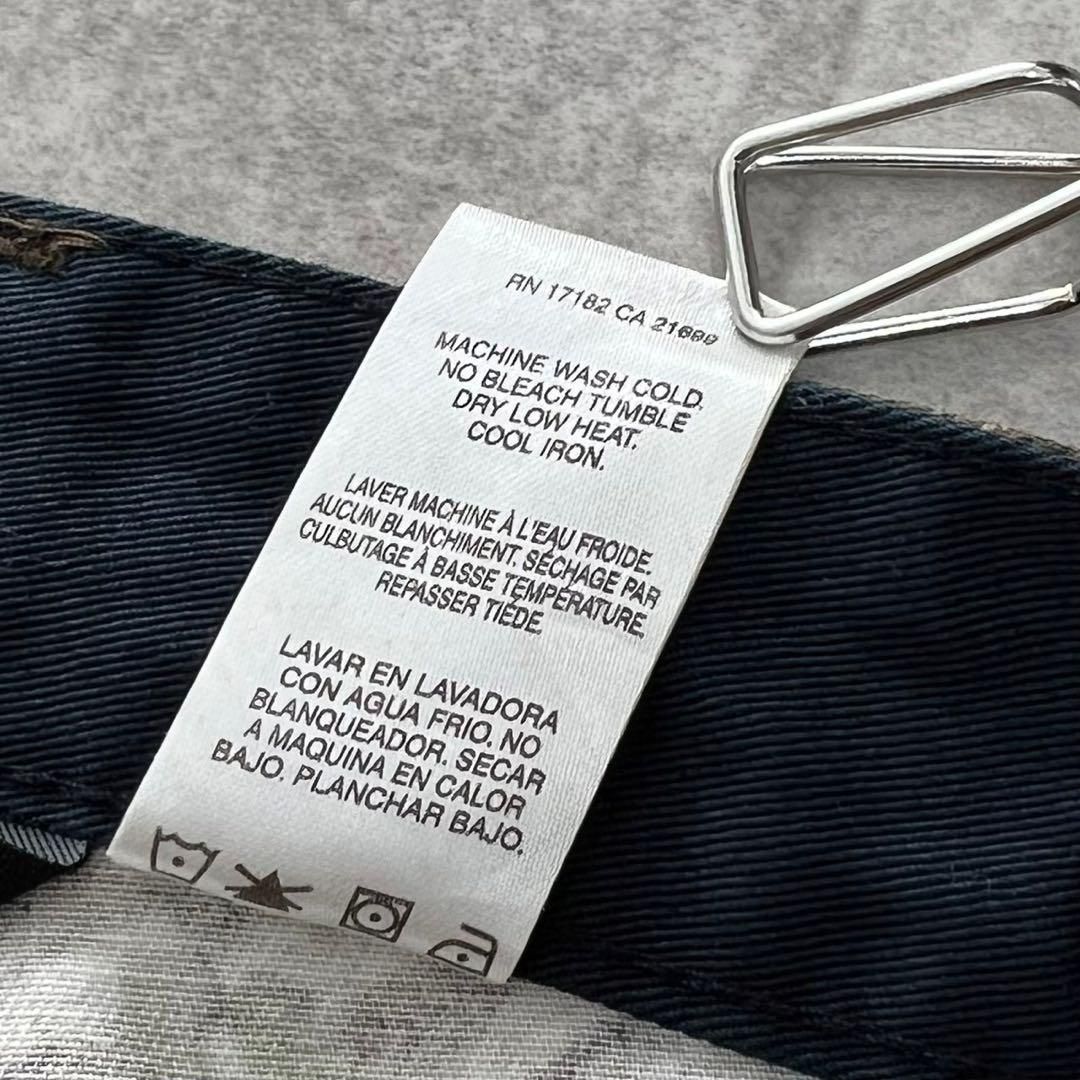 RN 17182 CA
MACHINE WASH COLD.
NO BLEACH TUMBLE
DRY LOW HEAT.
COOL IRON.
LAVER MACHINE À L'EAU FROIDE.
AUCUN BLANCHIMENT. SÉCHAGE PAR
CULBUTAGE À BASSE TEMPÉRATURE.
REPASSER TIÉDE.
LAVAR EN LAVADORA
CON AGUA FRIO. NO
BLANQUEADOR. SECAR
A MAQUINA EN CALOR
BAJO. PLANCHAR BAJO.